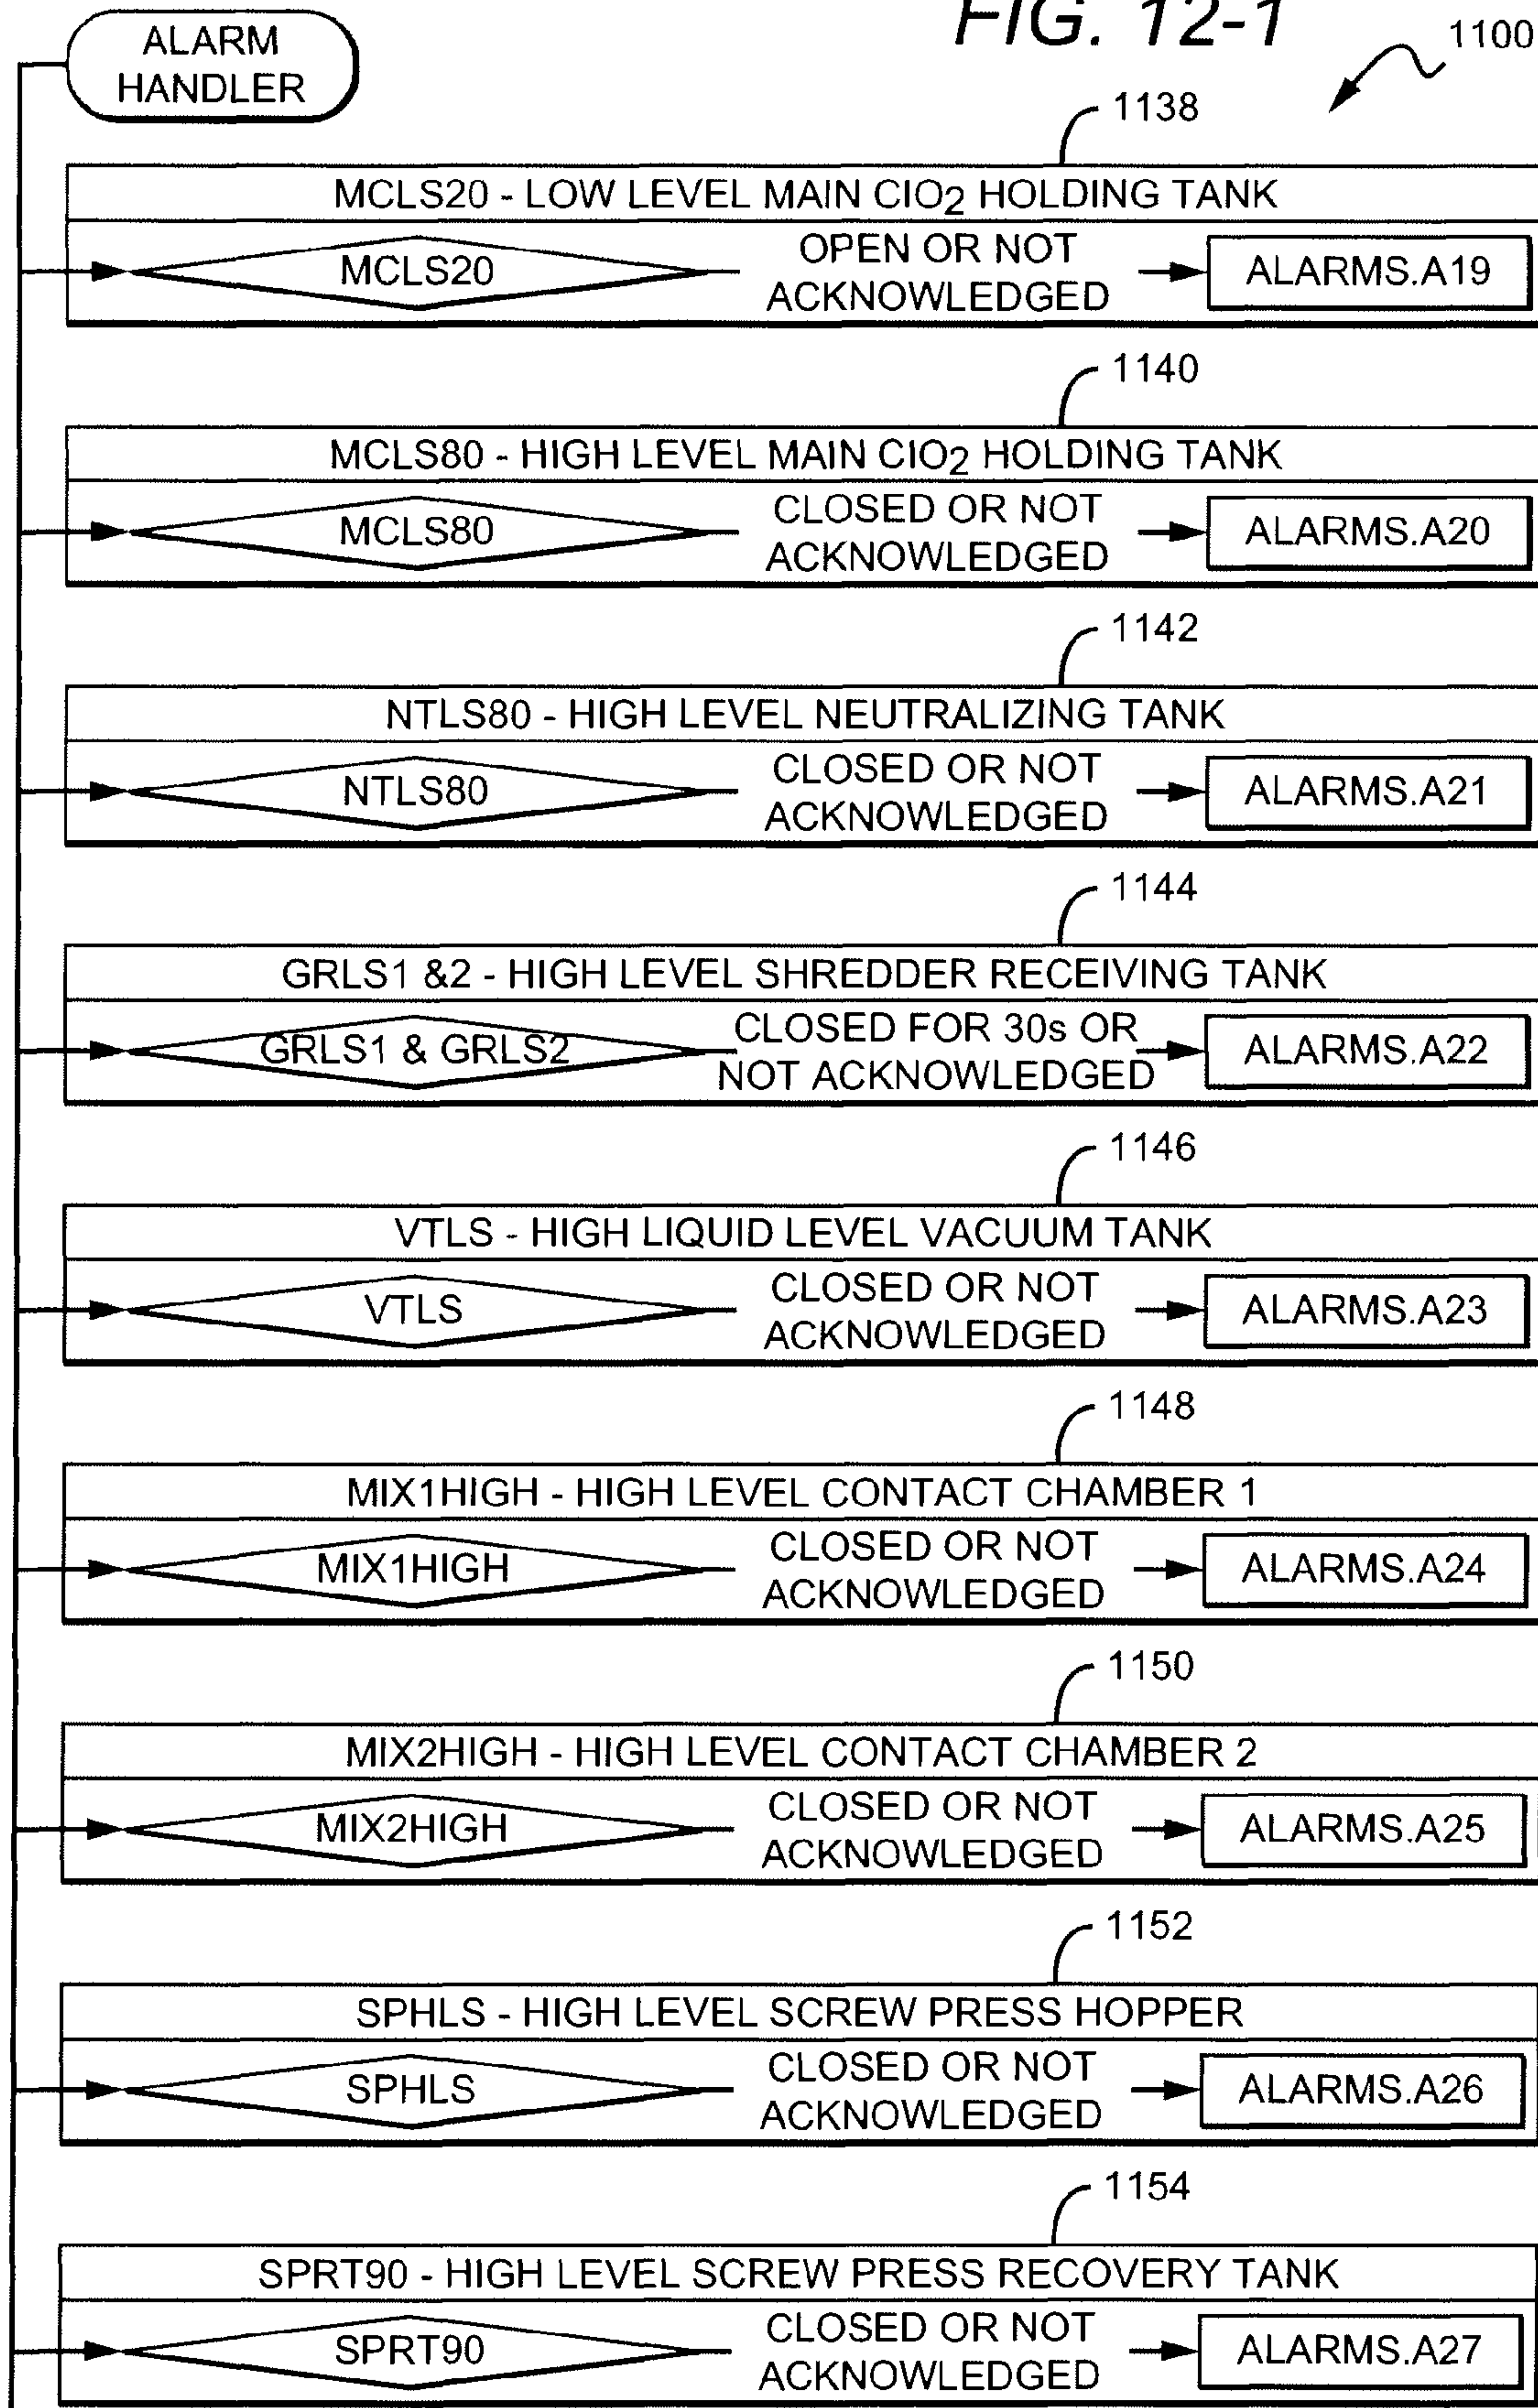 FIG. 12-1
1100
ALARM
HANDLER
1138
MCLS20 - LOW LEVEL MAIN ClO2 HOLDING TANK
MCLS20
OPEN OR NOT
ACKNOWLEDGED
ALARMS.A19
1140
MCLS80 - HIGH LEVEL MAIN ClO2 HOLDING TANK
MCLS80
CLOSED OR NOT
ACKNOWLEDGED
ALARMS.A20
1142
NTLS80 - HIGH LEVEL NEUTRALIZING TANK
NTLS80
CLOSED OR NOT
ACKNOWLEDGED
ALARMS.A21
1144
GRLS1 &2 - HIGH LEVEL SHREDDER RECEIVING TANK
GRLS1 & GRLS2
CLOSED FOR 30s OR
NOT ACKNOWLEDGED
ALARMS.A22
1146
VTLS - HIGH LIQUID LEVEL VACUUM TANK
VTLS
CLOSED OR NOT
ACKNOWLEDGED
ALARMS.A23
1148
MIX1HIGH - HIGH LEVEL CONTACT CHAMBER 1
MIX1HIGH
CLOSED OR NOT
ACKNOWLEDGED
ALARMS.A24
1150
MIX2HIGH - HIGH LEVEL CONTACT CHAMBER 2
MIX2HIGH
CLOSED OR NOT
ACKNOWLEDGED
ALARMS.A25
1152
SPHLS - HIGH LEVEL SCREW PRESS HOPPER
SPHLS
CLOSED OR NOT
ACKNOWLEDGED
ALARMS.A26
1154
SPRT90 - HIGH LEVEL SCREW PRESS RECOVERY TANK
SPRT90
CLOSED OR NOT
ACKNOWLEDGED
ALARMS.A27